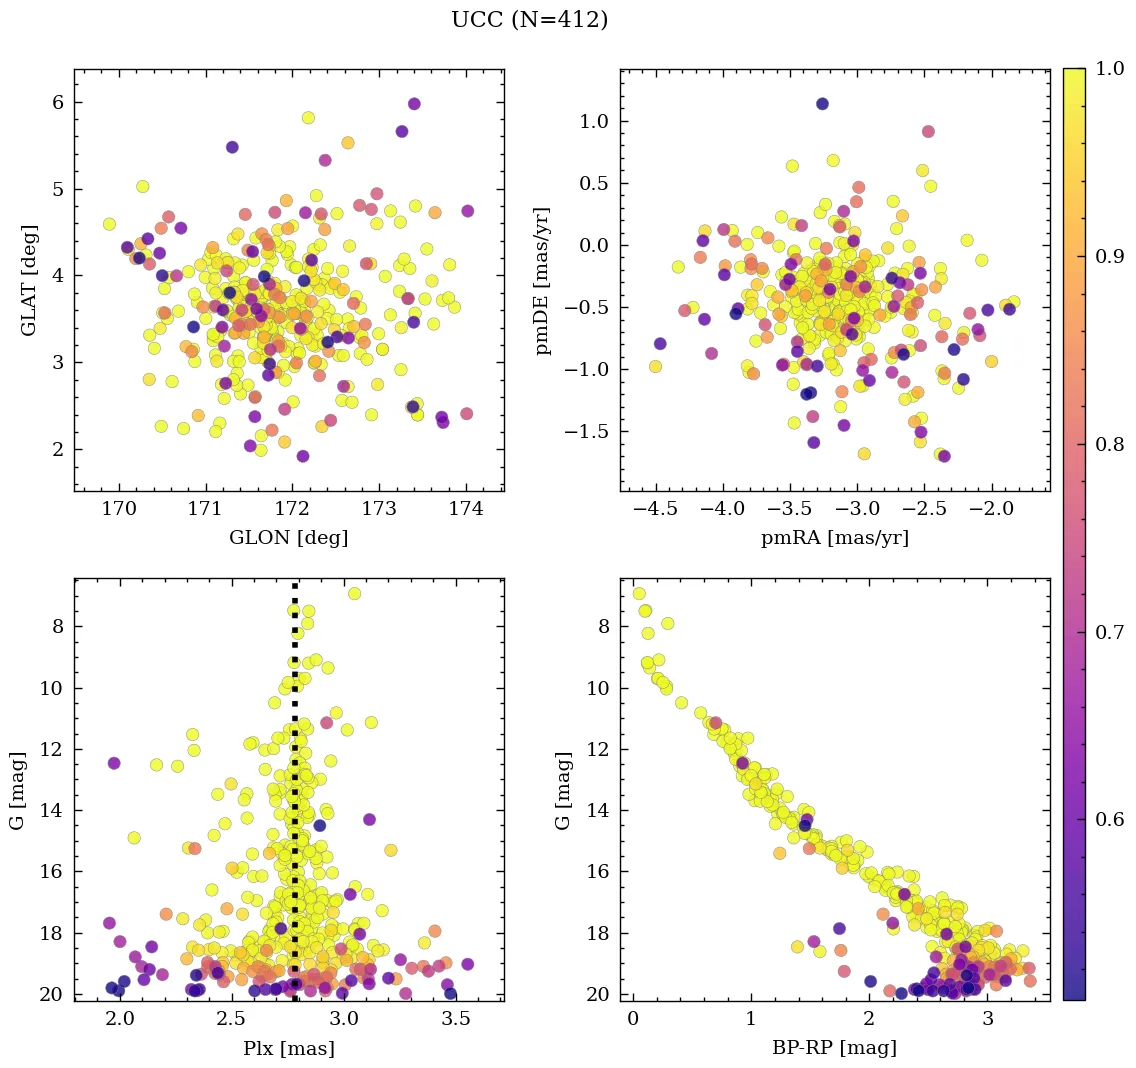 UCC (N=412)
6
5
4
3
2
GLAT [deg]
170 171 172 173 174
GLON [deg]
1.0
0.5
0.0
−0.5
−1.0
−1.5
pmDE [mas/yr]
−4.5 −4.0 −3.5 −3.0 −2.5 −2.0
pmRA [mas/yr]
1.0
0.9
0.8
0.7
0.6
8
10
12
14
16
18
20
G [mag]
2.0 2.5 3.0 3.5
Plx [mas]
8
10
12
14
16
18
20
G [mag]
0 1 2 3
BP-RP [mag]